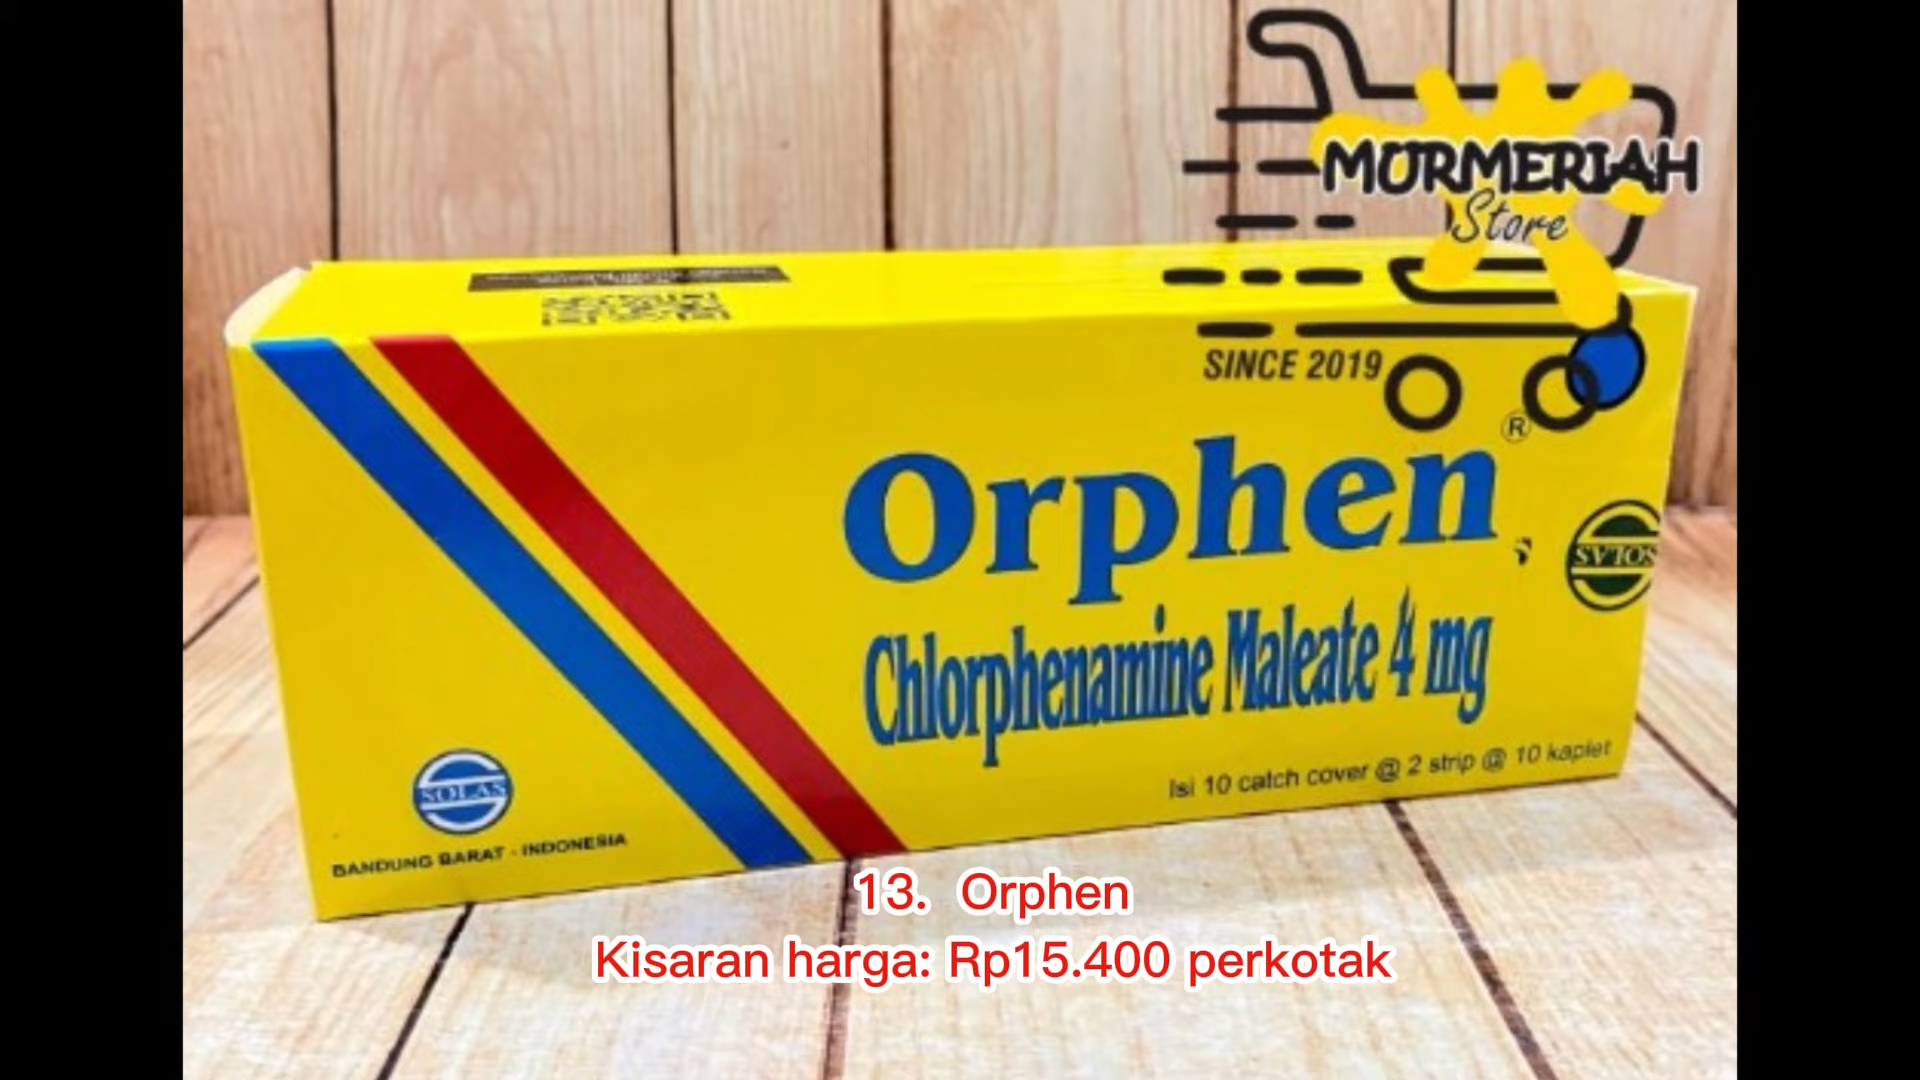 MURMERIAH
Store
SINCE 2019
Orphen
®
SOLAS
Chlorphenamine Maleate 4 mg
Isi 10 catch cover @ 2 strip @ 10 kaplet
SOLAS
BANDUNG BARAT - INDONESIA
13. Orphen
Kisaran harga: Rp15.400 perkotak